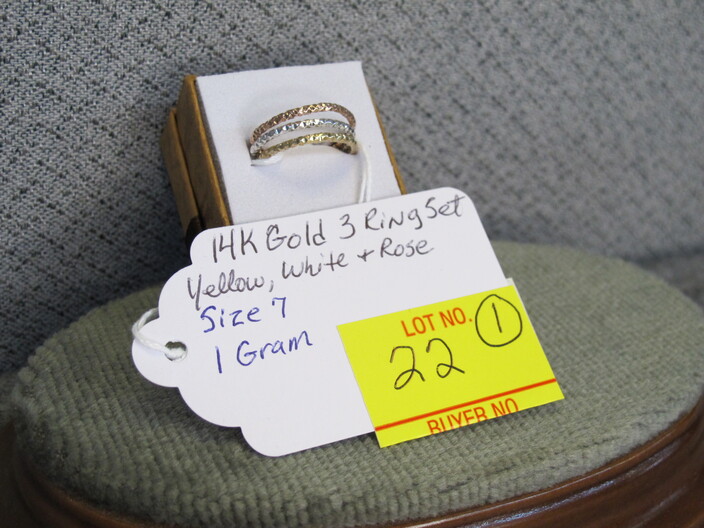 14K Gold 3 Ring Set
Yellow, White + Rose
Size 7
1 Gram
LOT NO. 1
22
BUYER NO.